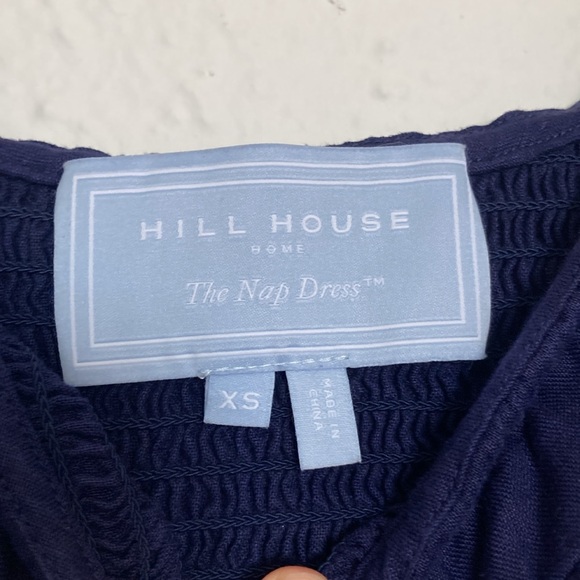 HILL HOUSE
HOME
The Nap Dress™
XS
MADE IN
CHINA